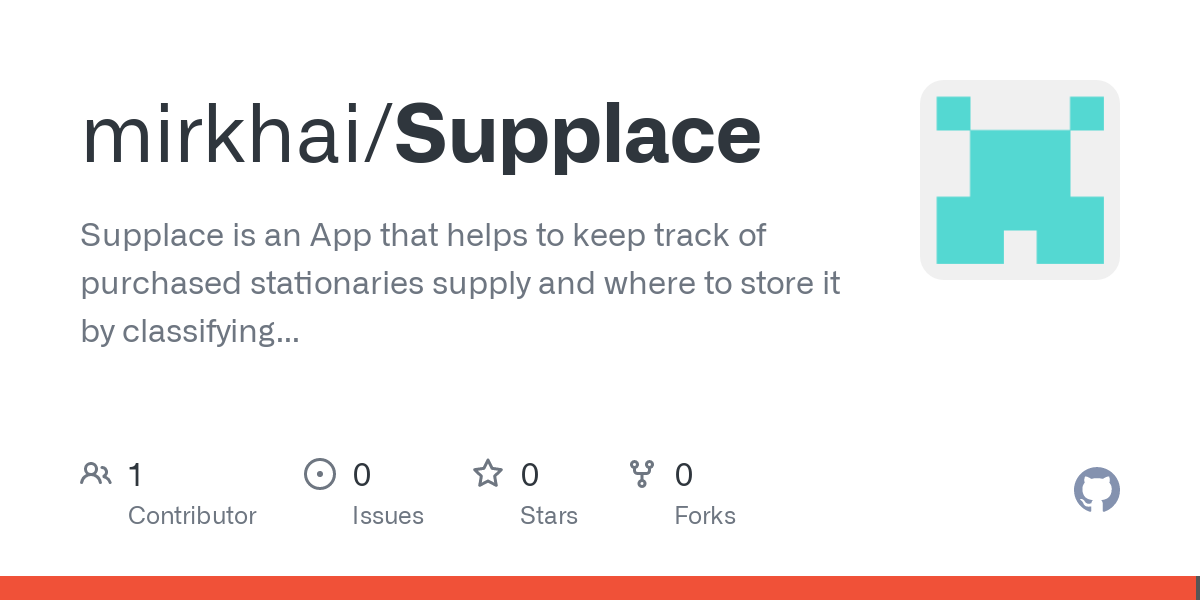 mirkhai/Supplace
Supplace is an App that helps to keep track of
purchased stationaries supply and where to store it
by classifying...
1 0 0 0
Contributor Issues Stars Forks